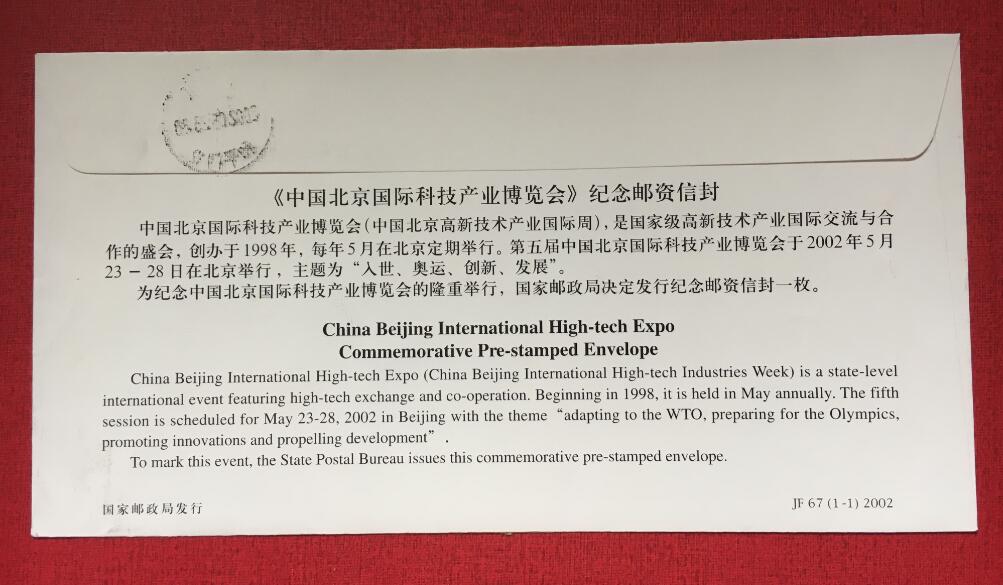 《中国北京国际科技产业博览会》纪念邮资信封
中国北京国际科技产业博览会(中国北京高新技术产业国际周),是国家级高新技术产业国际交流与合
作的盛会，创办于1998年，每年5月在北京定期举行。第五届中国北京国际科技产业博览会于2002年5月
23－28日在北京举行，主题为“入世、奥运、创新、发展”。
为纪念中国北京国际科技产业博览会的隆重举行，国家邮政局决定发行纪念邮资信封一枚。
China Beijing International High-tech Expo
Commemorative Pre-stamped Envelope
China Beijing International High-tech Expo (China Beijing International High-tech Industries Week) is a state-level
international event featuring high-tech exchange and co-operation. Beginning in 1998, it is held in May annually. The fifth
session is scheduled for May 23-28, 2002 in Beijing with the theme “adapting to the WTO, preparing for the Olympics,
promoting innovations and propelling development” .
To mark this event, the State Postal Bureau issues this commemorative pre-stamped envelope.
国家邮政局发行
JF 67 (1-1) 2002